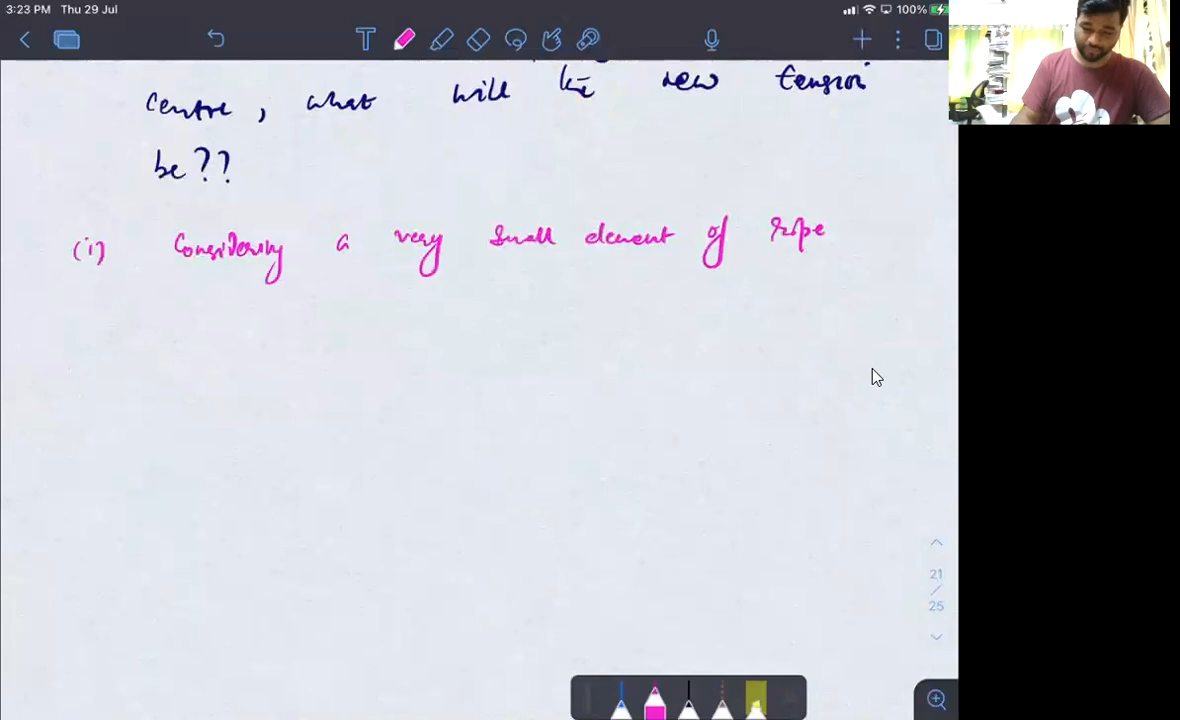 3:23 PM Thu 29 Jul
100%
T
the new tension
centre, what will
be??
(i) Considering a very small element of rope
21
/
25